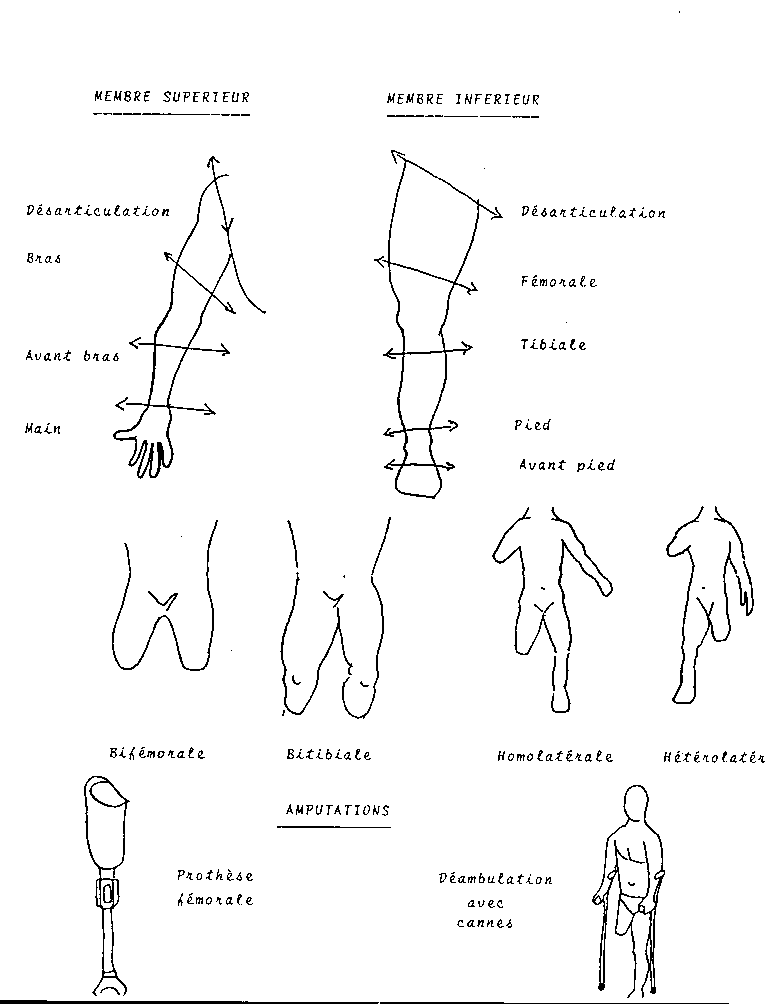 MEMBRE SUPERIEUR
MEMBRE INFERIEUR
Désarticulation
Bras
Avant bras
Main
Désarticulation
Fémorale
Tibiale
Pied
Avant pied
Bifémorale
Bitibiale
Homolatérale
Hétérolatér
AMPUTATIONS
Prothèse
fémorale
Déambulation
avec
cannes